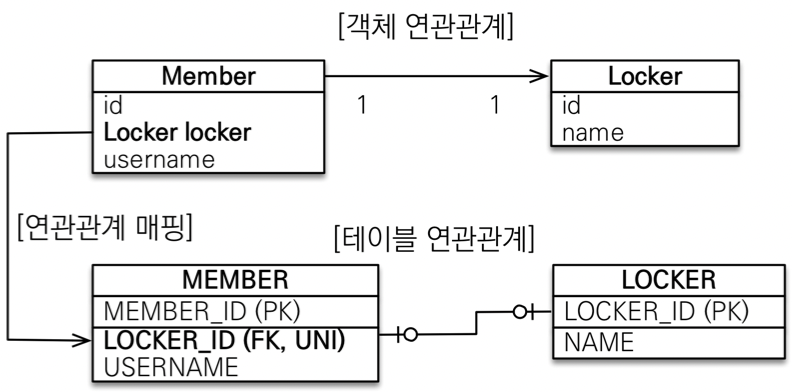 [객체 연관관계]
Member
id
Locker locker
username
1
1
Locker
id
name
[연관관계 매핑]
[테이블 연관관계]
MEMBER
MEMBER_ID (PK)
LOCKER_ID (FK, UNI)
USERNAME
LOCKER
LOCKER_ID (PK)
NAME